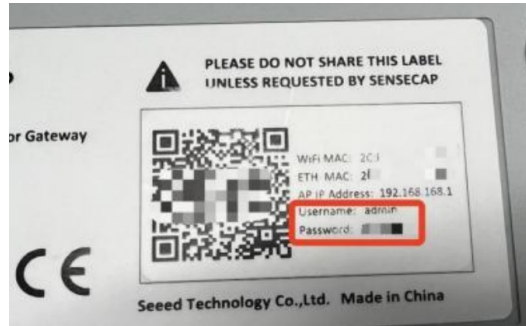 PLEASE DO NOT SHARE THIS LABEL
UNLESS REQUESTED BY SENSECAP
or Gateway
WiFi MAC: 2C:
ETH MAC: 2
AP IP Address: 192.168.168.1
Username: admin
Password:
CE
Seeed Technology Co.,Ltd. Made in China